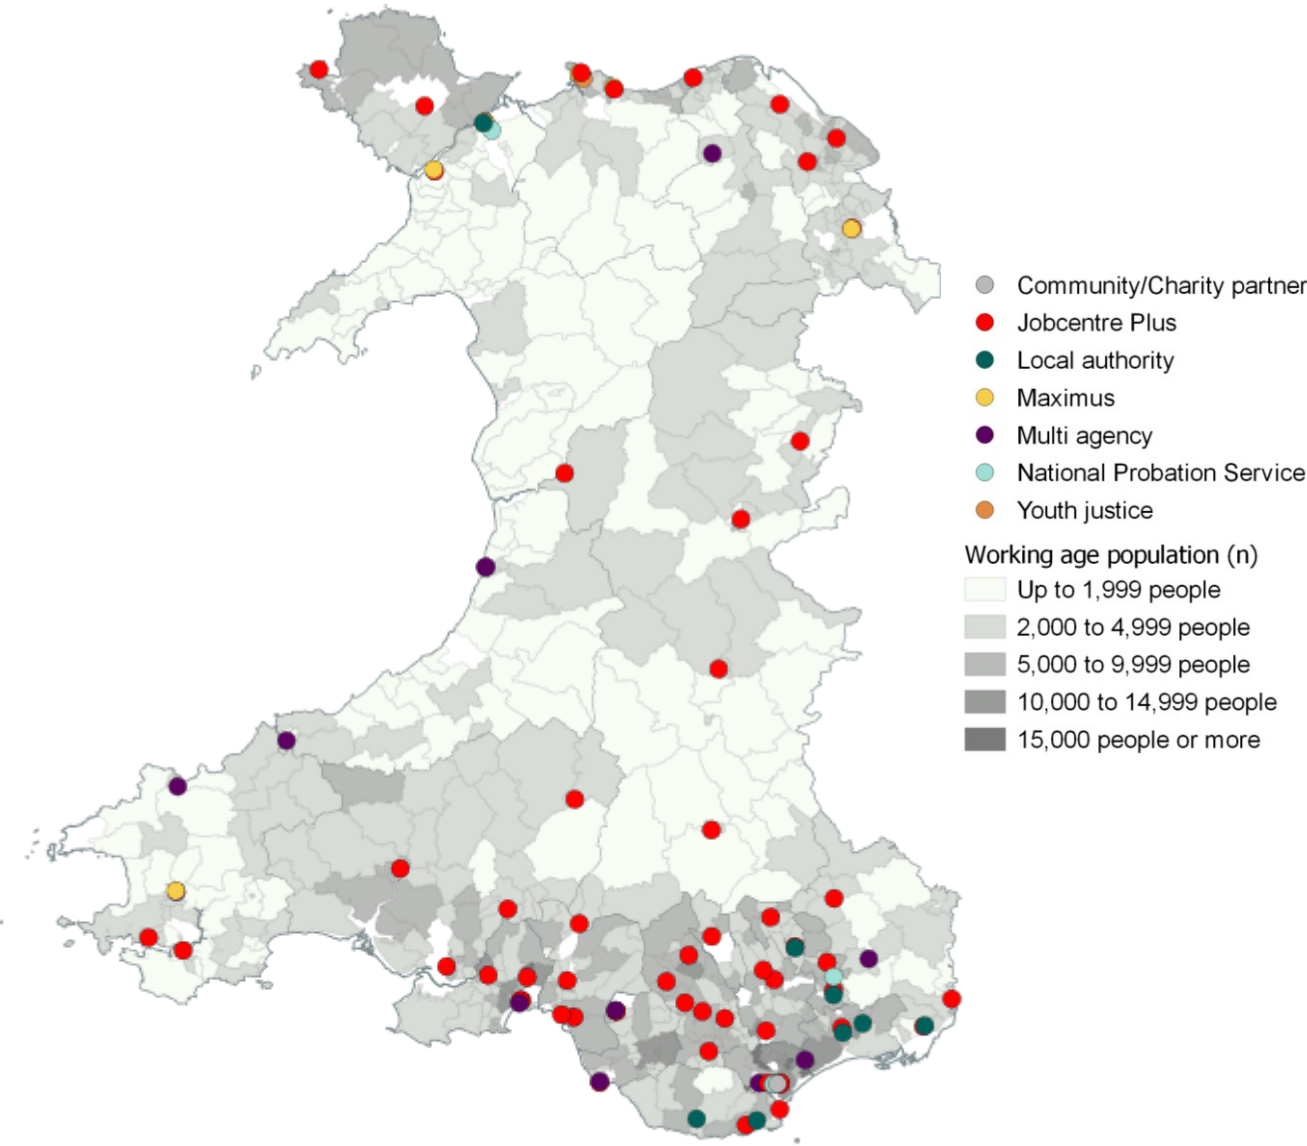 Community/Charity partner
Jobcentre Plus
Local authority
Maximus
Multi agency
National Probation Service
Youth justice
Working age population (n)
Up to 1,999 people
2,000 to 4,999 people
5,000 to 9,999 people
10,000 to 14,999 people
15,000 people or more